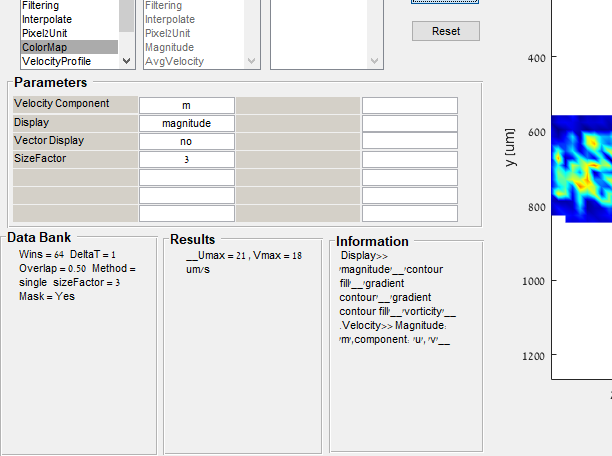 Filtering
Interpolate
Pixel2Unit
ColorMap
VelocityProfile
Filtering
Interpolate
Pixel2Unit
Magnitude
AvgVelocity
Reset
Parameters
Velocity Component m
Display magnitude
Vector Display no
SizeFactor 3
Data Bank
Wins = 64 DeltaT = 1
Overlap = 0.50 Method =
single sizeFactor = 3
Mask = Yes
Results
__Umax = 21 , Vmax = 18
um/s
Information
Display>>
'magnitude'__'contour
fill'__'gradient
contour'__'gradient
contour fill'__'vorticity'__
.Velocity>> Magnitude:
'm',component: 'u', 'v'__
y [um]
400
600
800
1000
1200